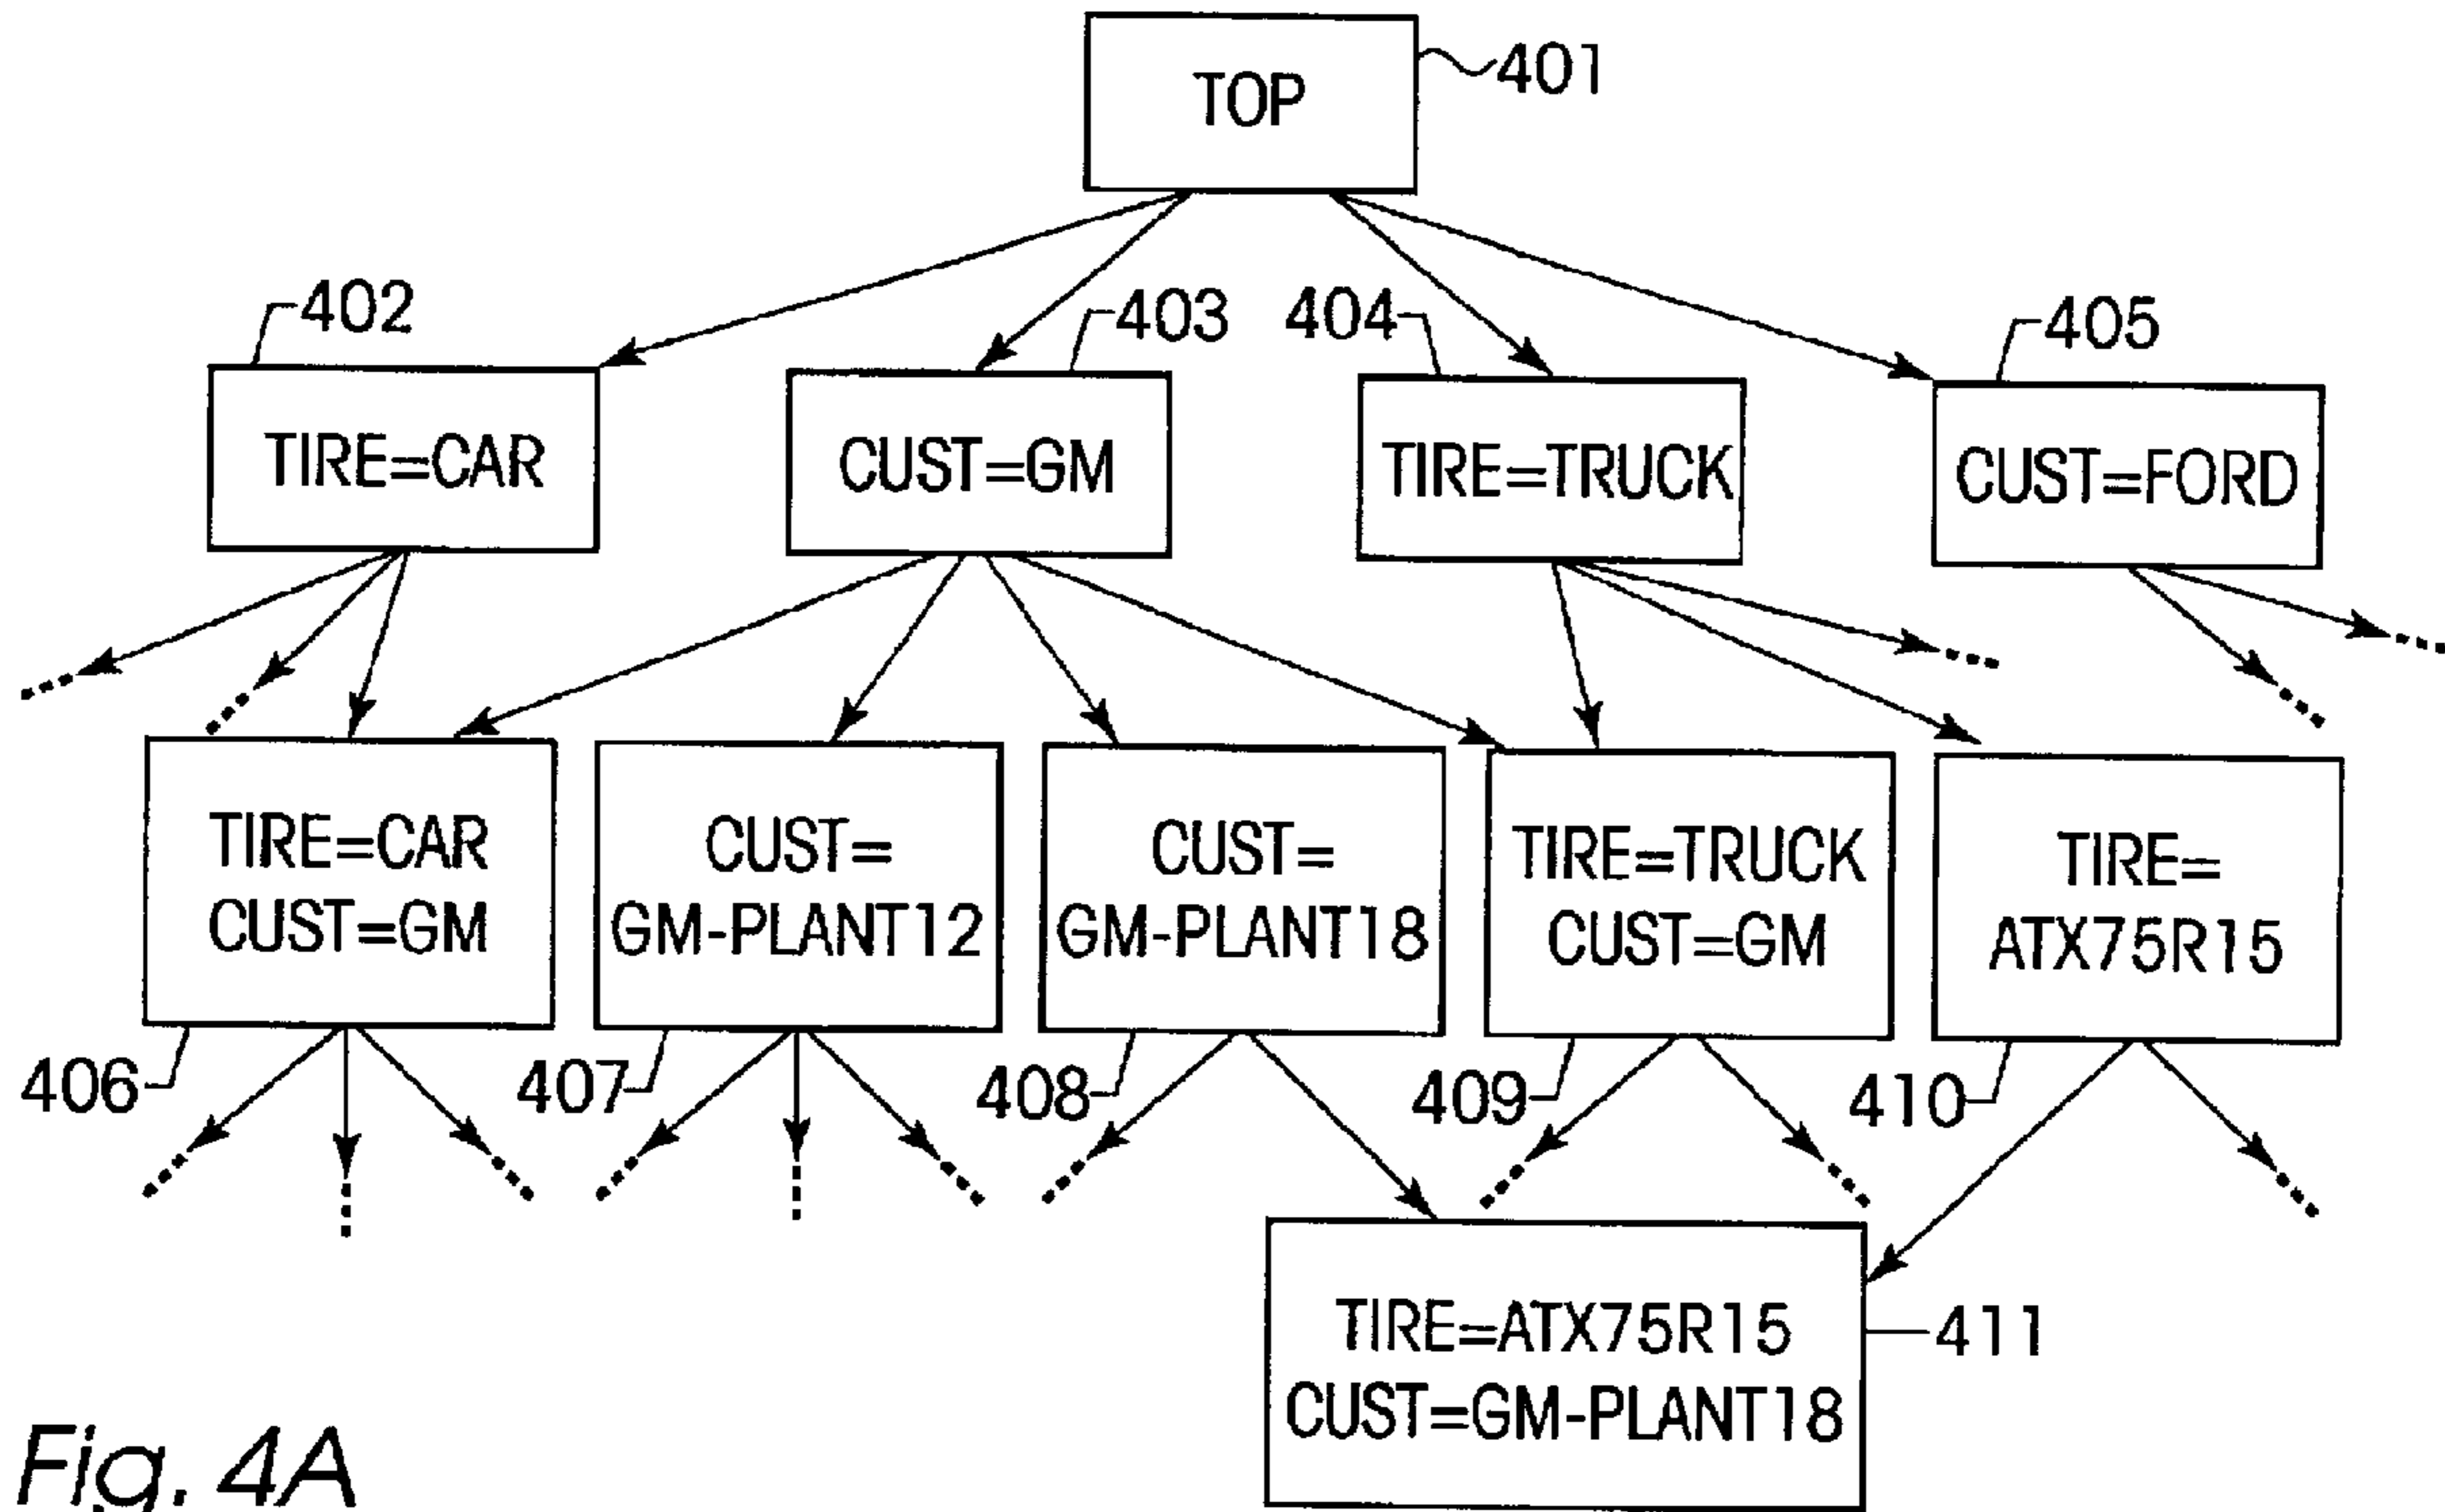 TOP
401
402
403
404
405
TIRE=CAR
CUST=GM
TIRE=TRUCK
CUST=FORD
TIRE=CAR
CUST=GM
CUST=
GM-PLANT12
CUST=
GM-PLANT18
TIRE=TRUCK
CUST=GM
TIRE=
ATX75R15
406
407
408
409
410
TIRE=ATX75R15
CUST=GM-PLANT18
411
Fig. 4A